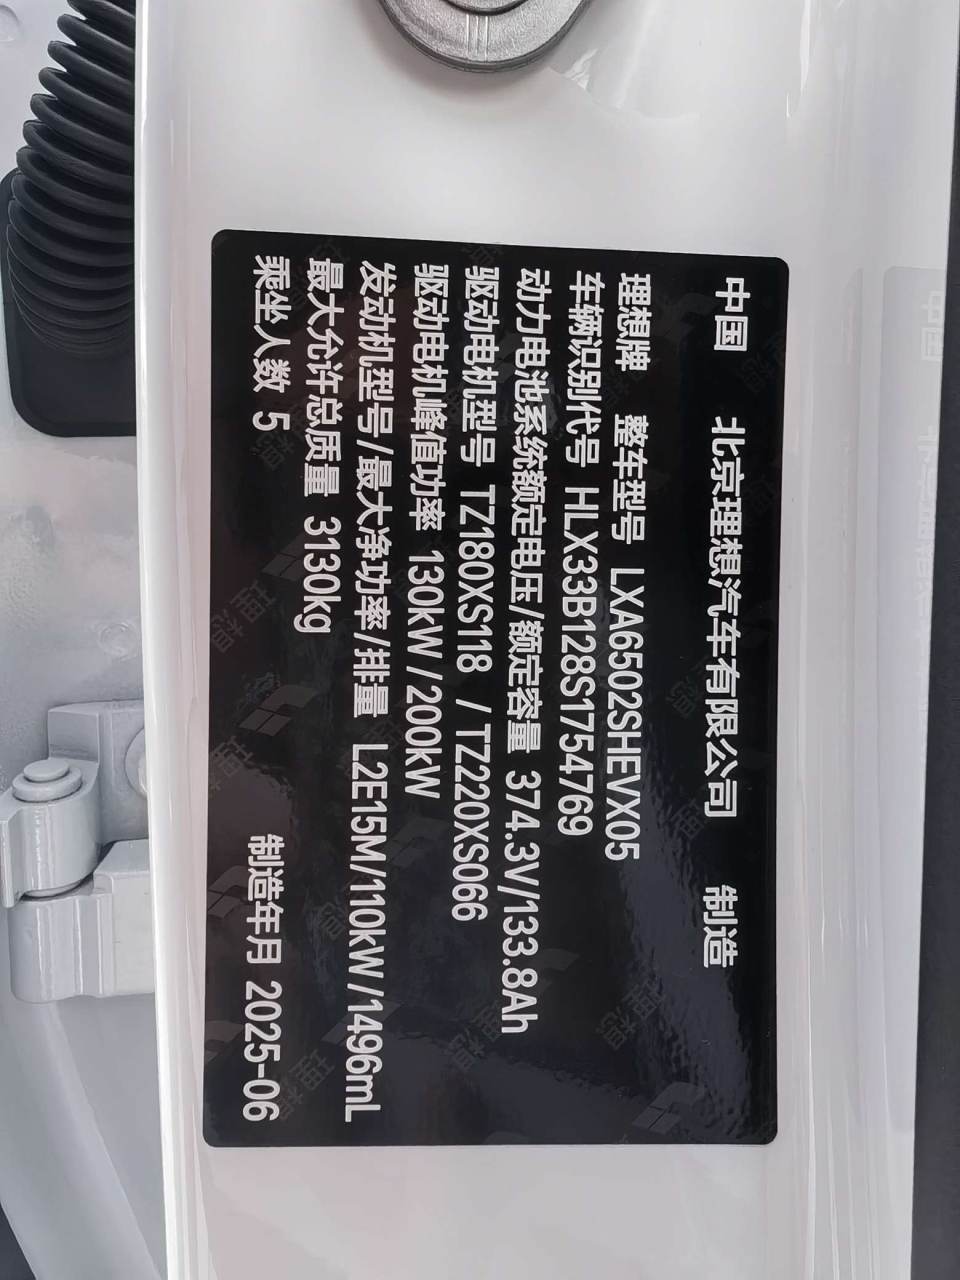 中国 北京理想汽车有限公司 制造
理想牌 整车型号 LXA6502SHEVX05
车辆识别代号 HLX33B128S1754769
动力电池系统额定电压/额定容量 374.3V/133.8Ah
驱动电机型号 TZ180XS118 / TZ220XS066
驱动电机峰值功率 130kW / 200kW
发动机型号/最大净功率/排量 L2E15M/110kW/1496mL
最大允许总质量 3130kg
乘坐人数 5 制造年月 2025-06